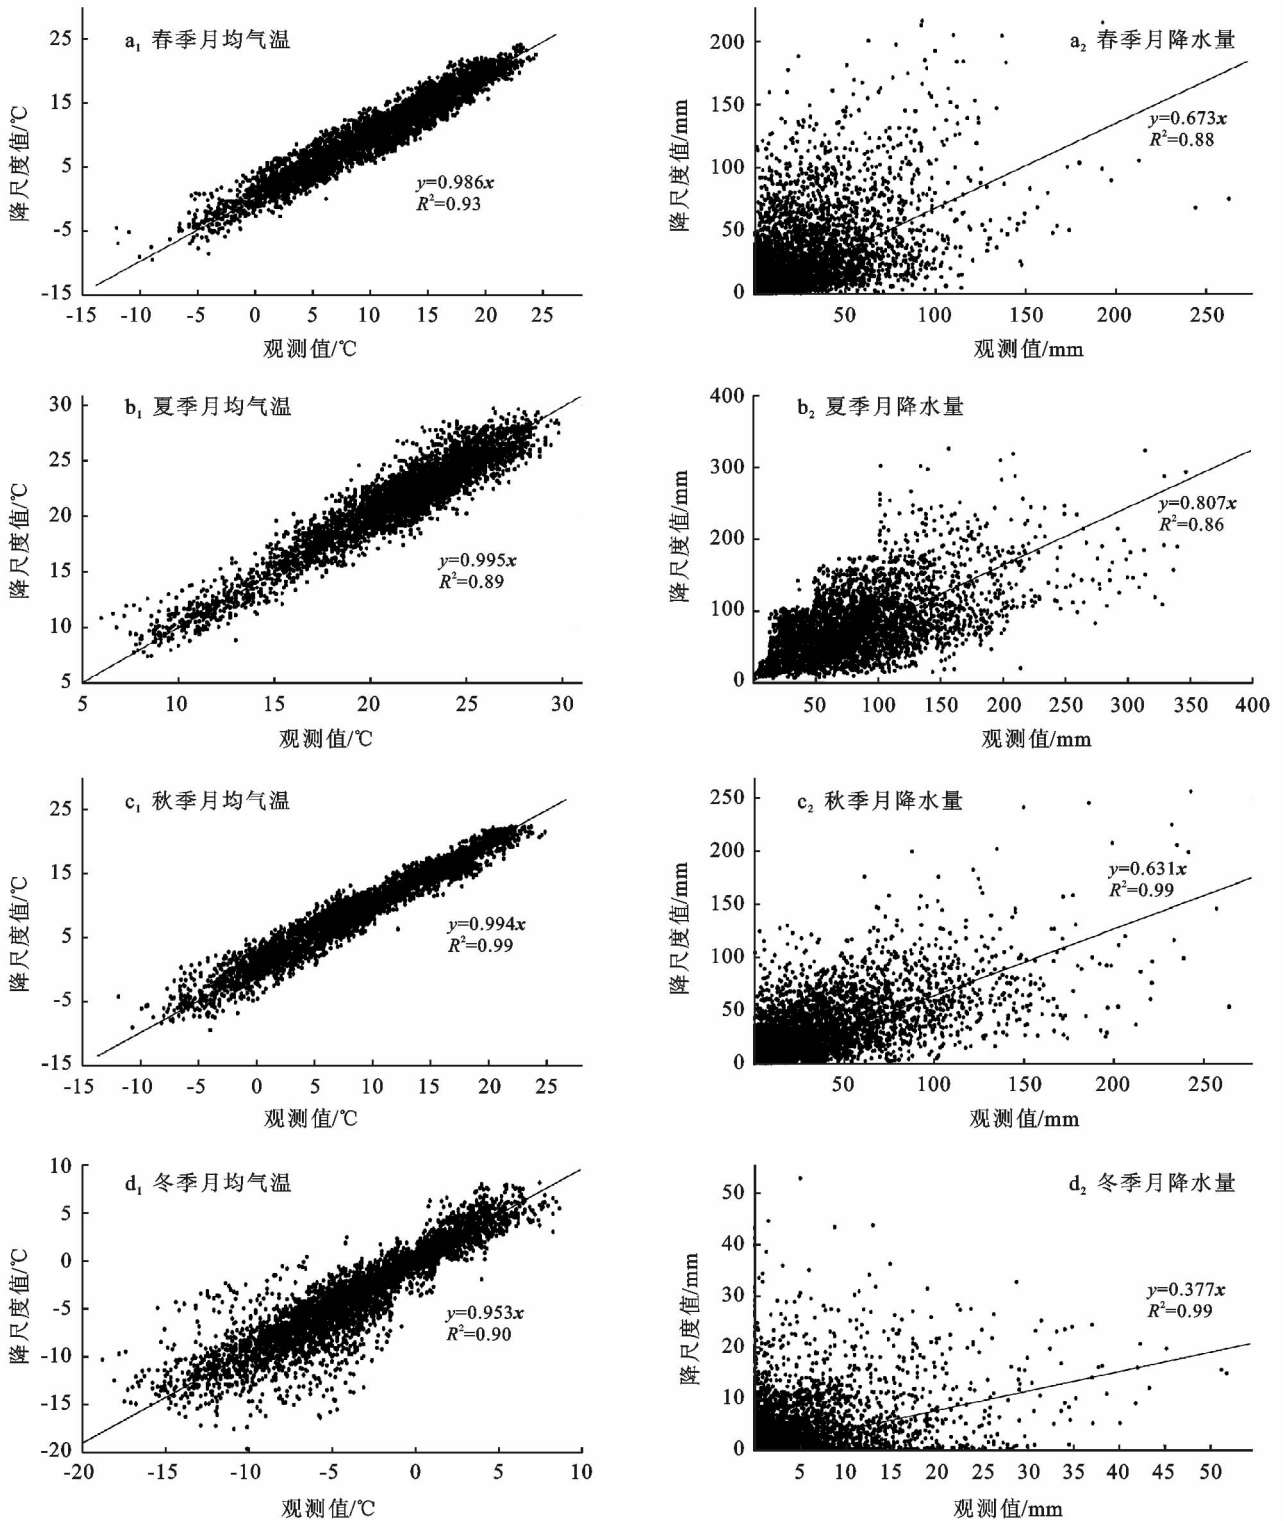 a₁ 春季月均气温
25
15
5
-5
-15
降尺度值/℃
y=0.986x
R²=0.93
-15 -10 -5 0 5 10 15 20 25
观测值/℃
a₂ 春季月降水量
200
150
100
50
0
降尺度值/mm
y=0.673x
R²=0.88
50 100 150 200 250
观测值/mm
b₁ 夏季月均气温
30
25
20
15
10
5
降尺度值/℃
y=0.995x
R²=0.89
5 10 15 20 25 30
观测值/℃
b₂ 夏季月降水量
400
300
200
100
0
降尺度值/mm
y=0.807x
R²=0.86
50 100 150 200 250 300 350 400
观测值/mm
c₁ 秋季月均气温
25
15
5
-5
-15
降尺度值/℃
y=0.994x
R²=0.99
-15 -10 -5 0 5 10 15 20 25
观测值/℃
c₂ 秋季月降水量
250
200
150
100
50
0
降尺度值/mm
y=0.631x
R²=0.99
50 100 150 200 250
观测值/mm
d₁ 冬季月均气温
10
5
0
-5
-10
-15
-20
降尺度值/℃
y=0.953x
R²=0.90
-20 -15 -10 -5 0 5 10
观测值/℃
d₂ 冬季月降水量
50
40
30
20
10
0
降尺度值/mm
y=0.377x
R²=0.99
5 10 15 20 25 30 35 40 45 50
观测值/mm